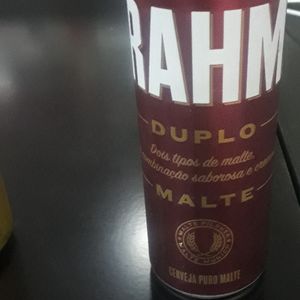 RAHM
DUPLO
Dois tipos de malte,
combinação saborosa e
MALTE
CERVEJA PURO MALTE